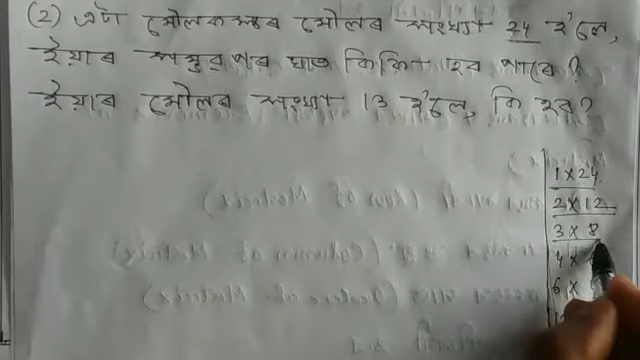 (2) এটা মৌলকক্ষৰ মৌলৰ সংখ্যা 24 হ'লে,
ইয়াৰ সম্ভৱপৰ ঘাত কি কি হব পাৰে?
ইয়াৰ মৌলৰ সংখ্যা 13 হ'লে, কি হব?
1 x 24
2 x 12
3 x 8
4 x
6 x